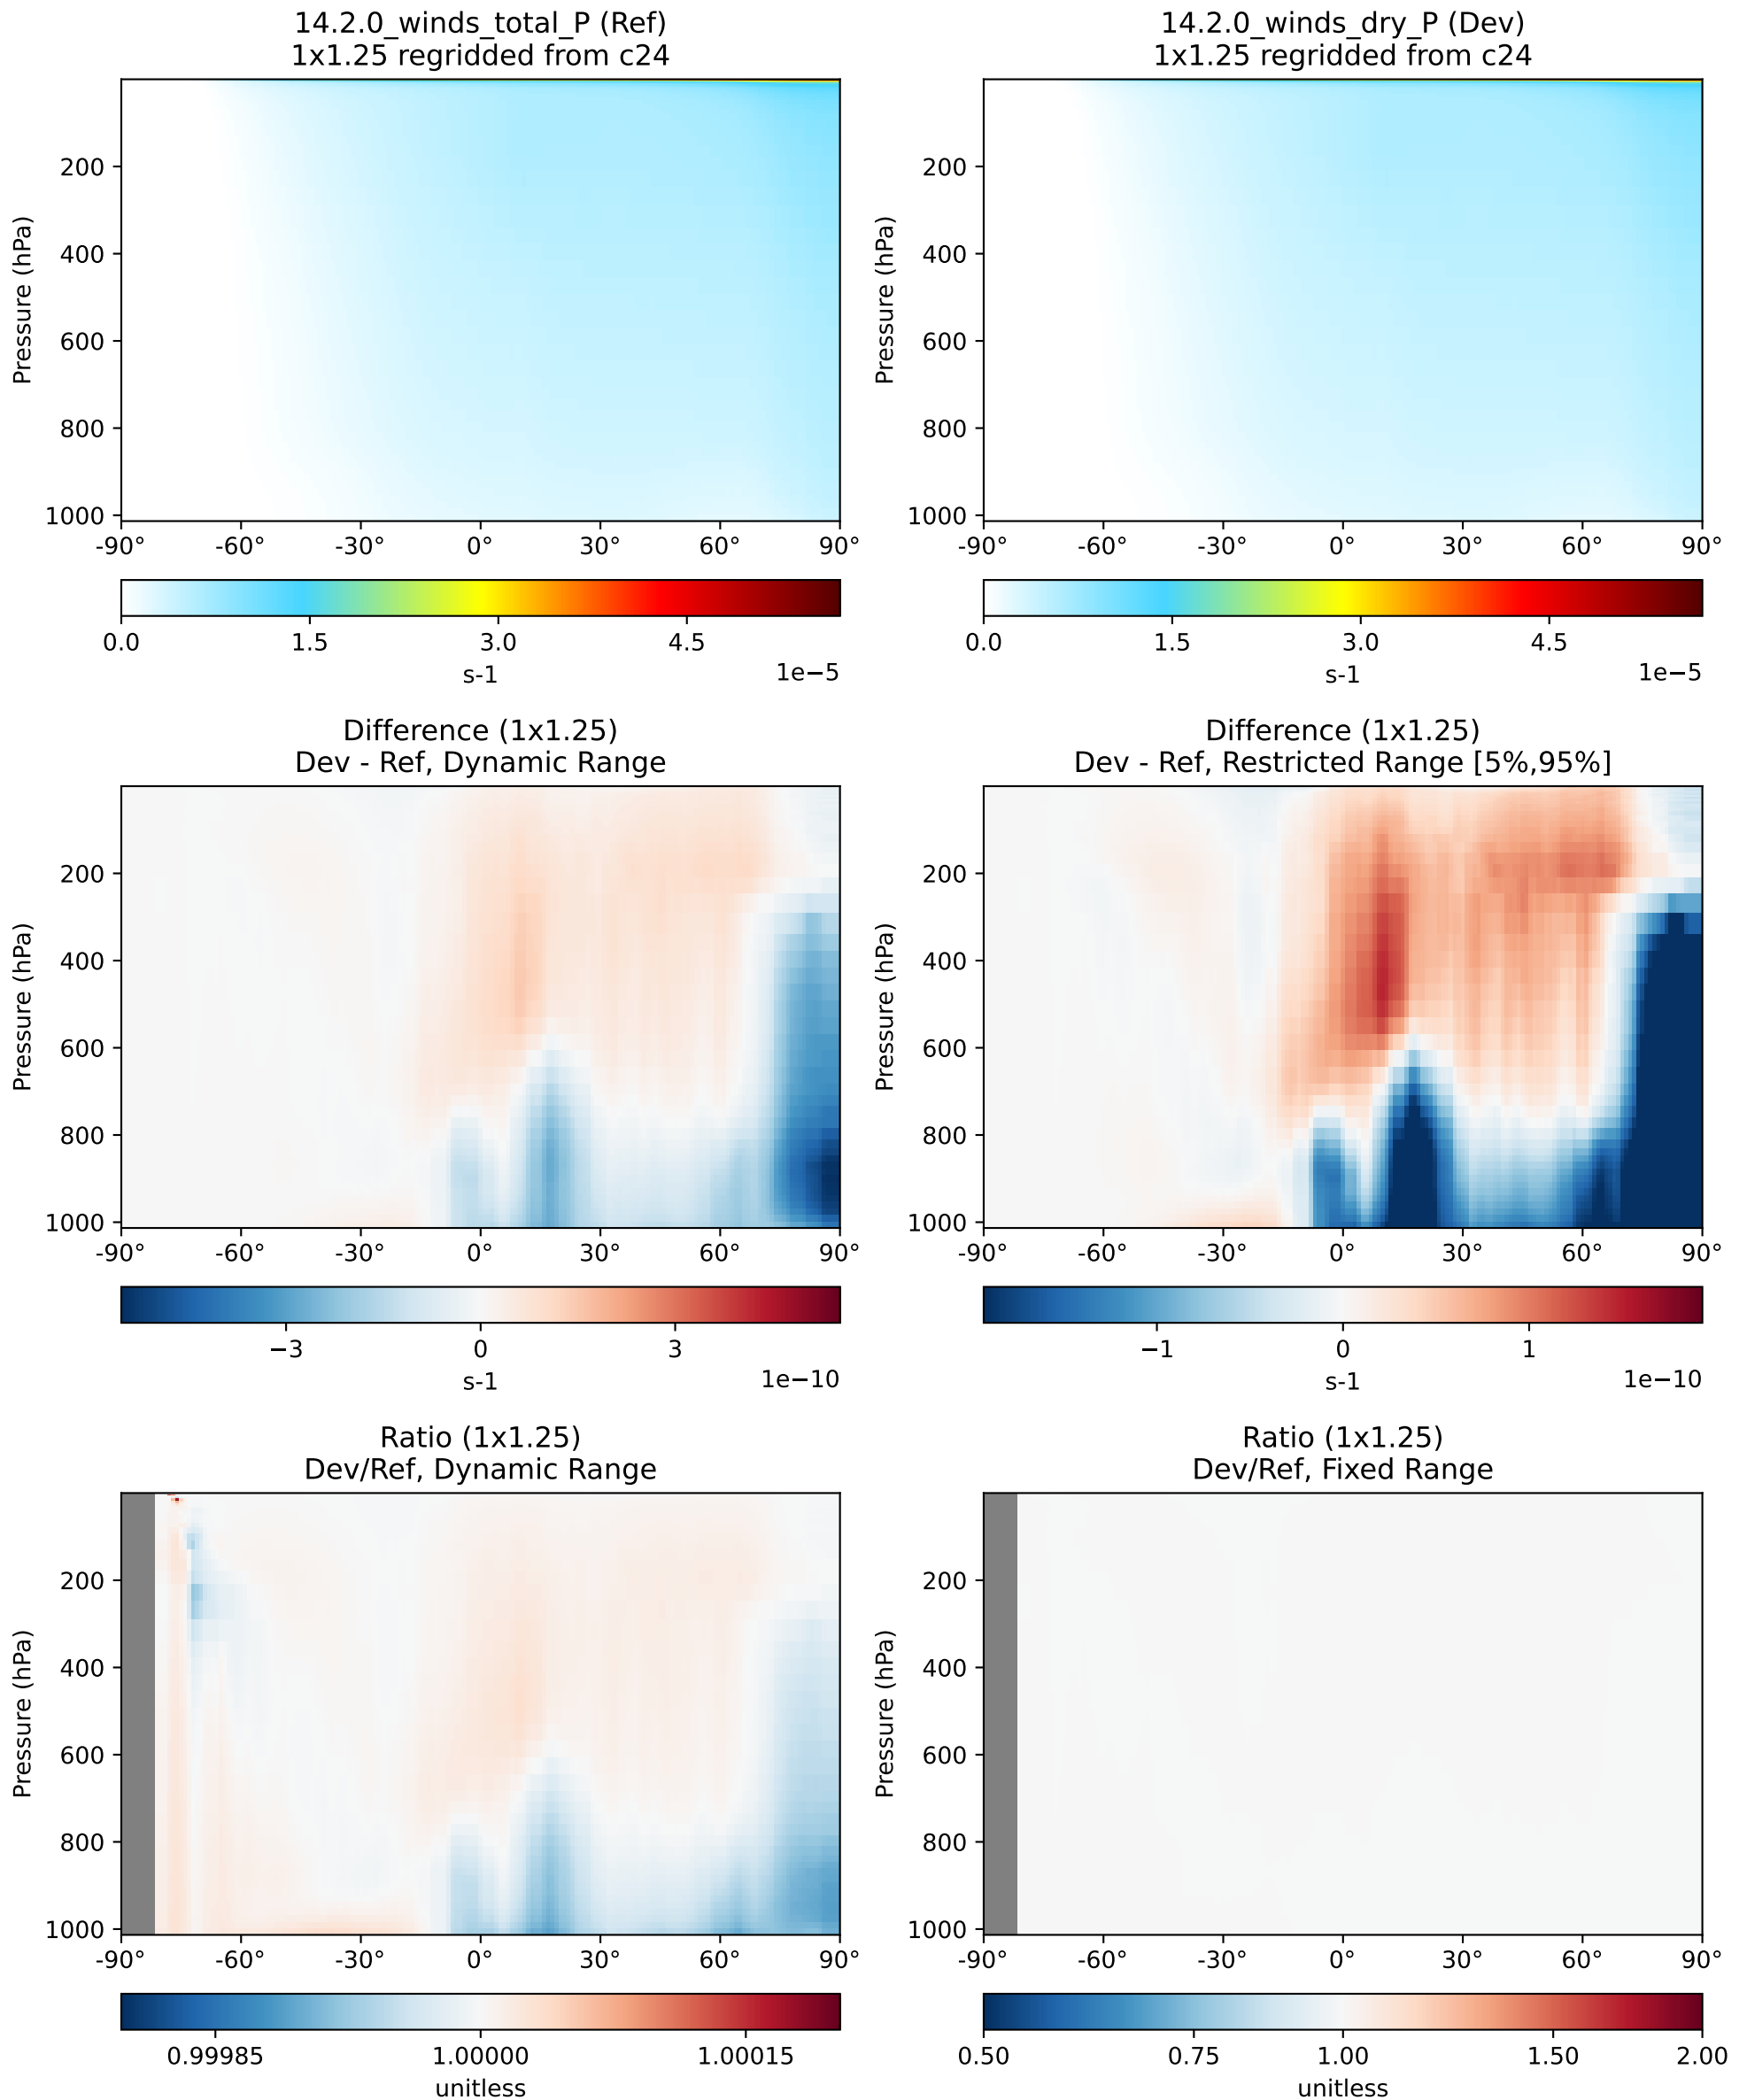 14.2.0_winds_total_P (Ref)
1x1.25 regridded from c24
Pressure (hPa)
200
400
600
800
1000
-90° -60° -30° 0° 30° 60° 90°
0.0 1.5 3.0 4.5
s-1
1e−5
14.2.0_winds_dry_P (Dev)
1x1.25 regridded from c24
Pressure (hPa)
200
400
600
800
1000
-90° -60° -30° 0° 30° 60° 90°
0.0 1.5 3.0 4.5
s-1
1e−5
Difference (1x1.25)
Dev - Ref, Dynamic Range
Pressure (hPa)
200
400
600
800
1000
-90° -60° -30° 0° 30° 60° 90°
−3 0 3
s-1
1e−10
Difference (1x1.25)
Dev - Ref, Restricted Range [5%,95%]
Pressure (hPa)
200
400
600
800
1000
-90° -60° -30° 0° 30° 60° 90°
−1 0 1
s-1
1e−10
Ratio (1x1.25)
Dev/Ref, Dynamic Range
Pressure (hPa)
200
400
600
800
1000
-90° -60° -30° 0° 30° 60° 90°
0.99985 1.00000 1.00015
unitless
Ratio (1x1.25)
Dev/Ref, Fixed Range
Pressure (hPa)
200
400
600
800
1000
-90° -60° -30° 0° 30° 60° 90°
0.50 0.75 1.00 1.50 2.00
unitless